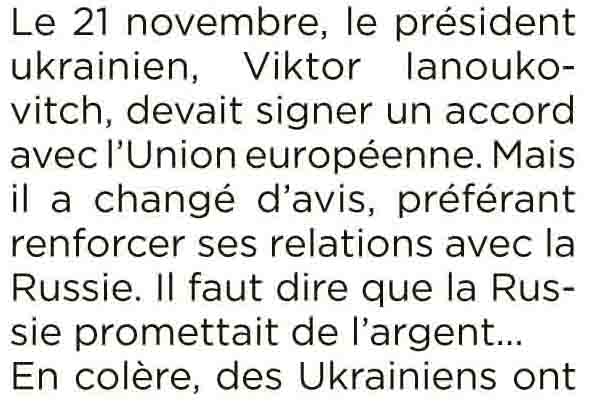 Le 21 novembre, le président
ukrainien, Viktor Ianouko-
vitch, devait signer un accord
avec l'Union européenne. Mais
il a changé d'avis, préférant
renforcer ses relations avec la
Russie. Il faut dire que la Rus-
sie promettait de l'argent...
En colère, des Ukrainiens ont